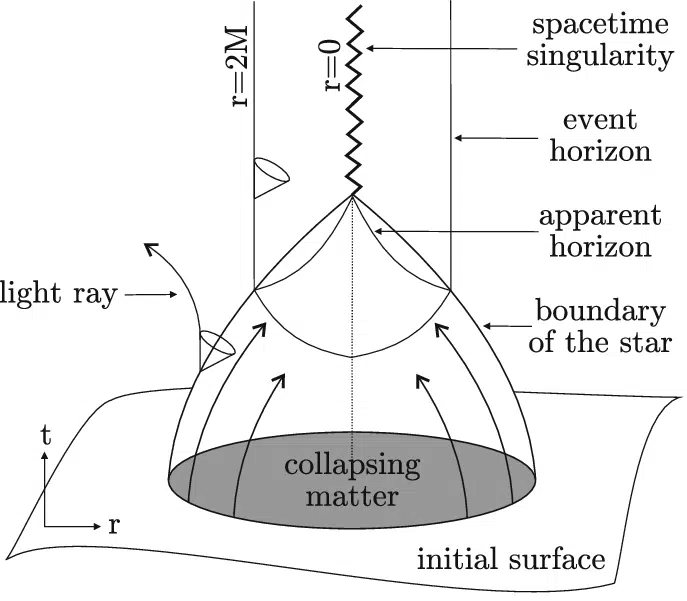 r=2M
r=0
spacetime
singularity
event
horizon
apparent
horizon
light ray
boundary
of the star
t
r
collapsing
matter
initial surface